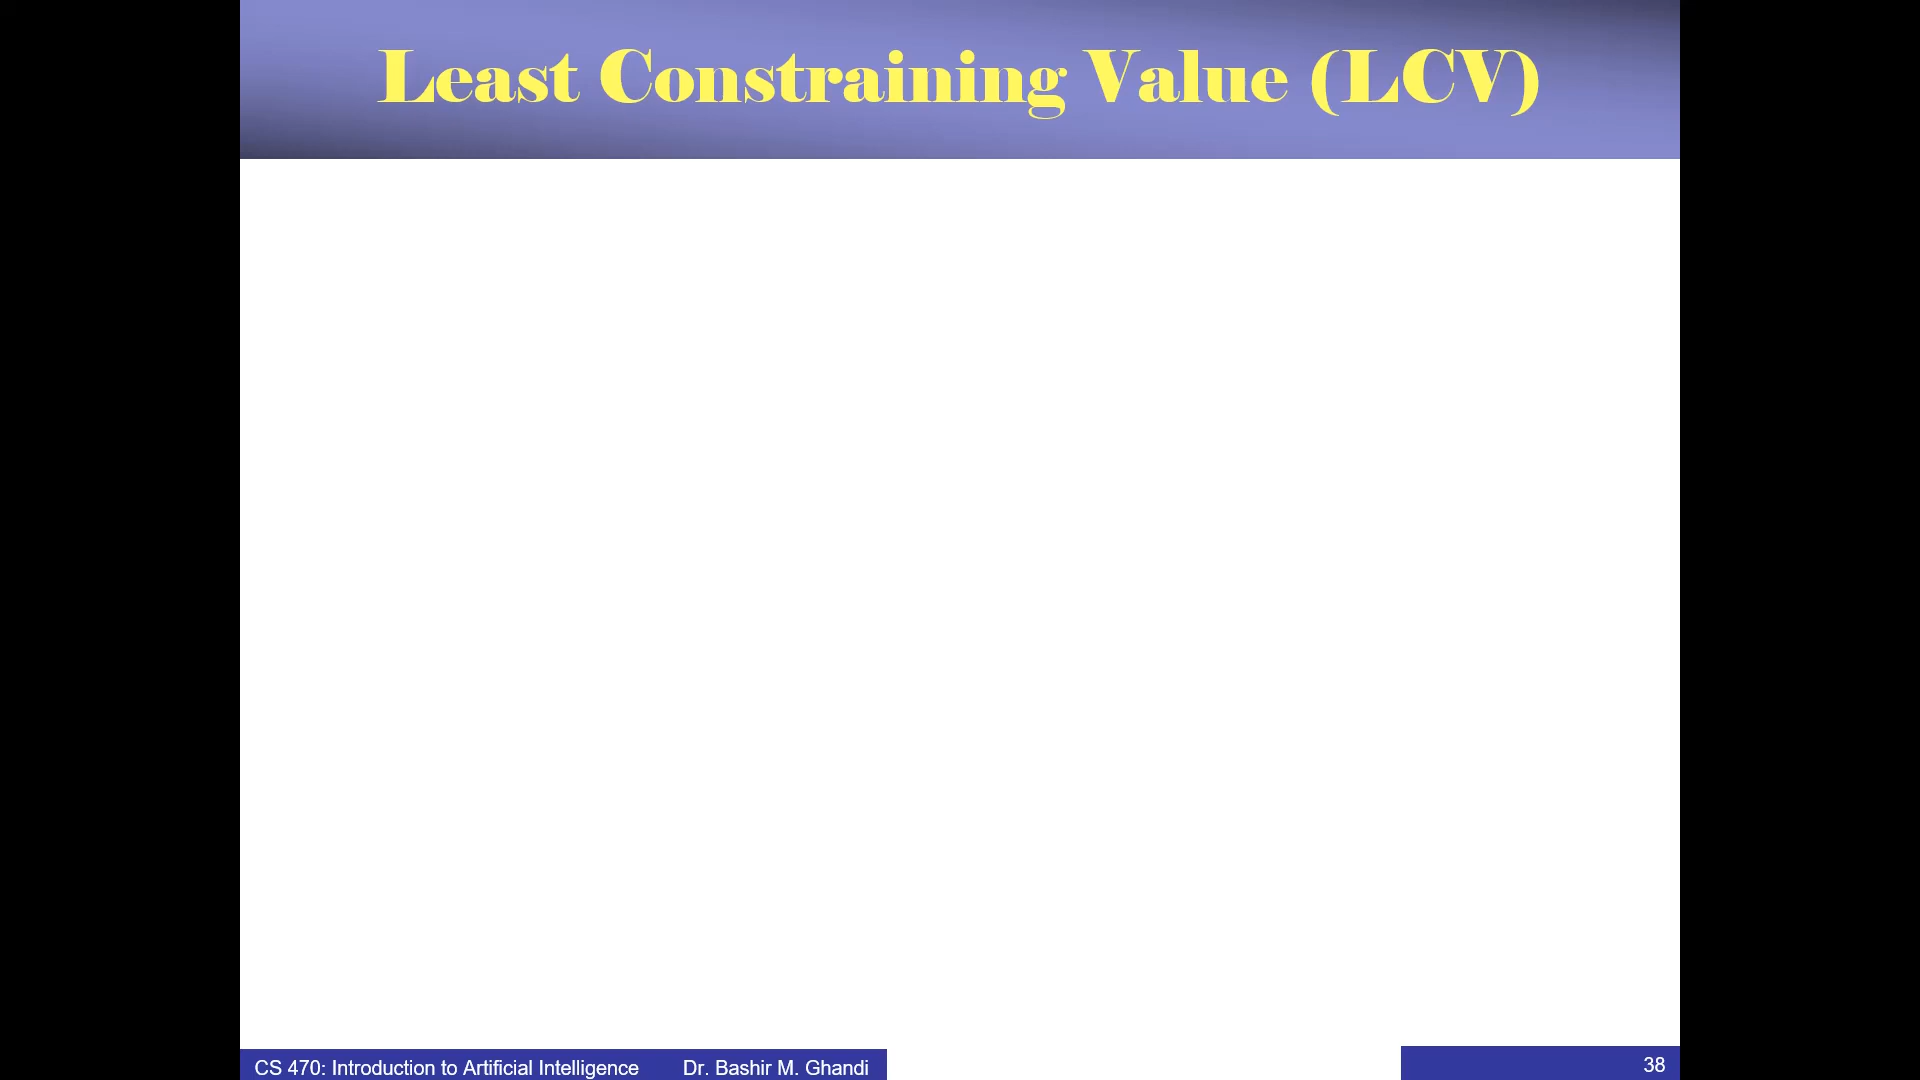 Least Constraining Value (LCV)
CS 470: Introduction to Artificial Intelligence Dr. Bashir M. Ghandi
38